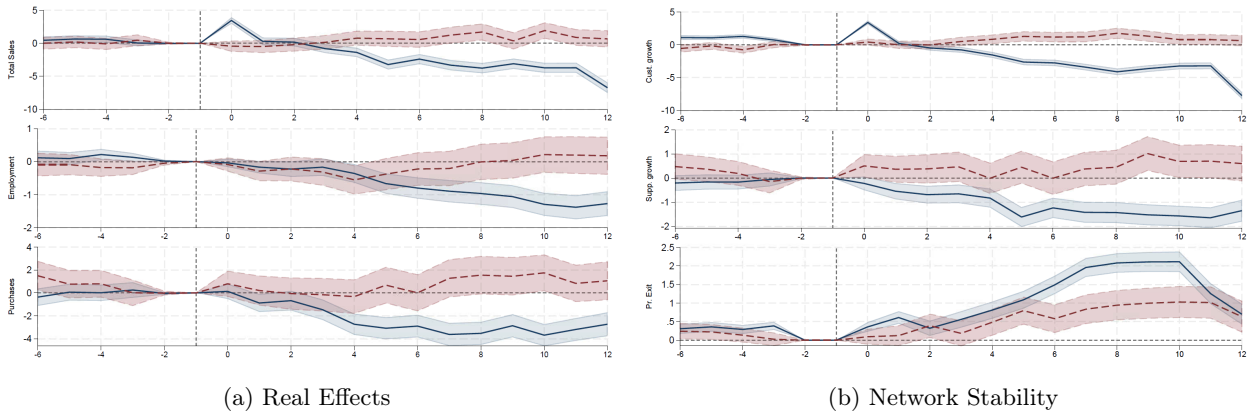 Total Sales
5
0
-5
-10
-6 -4 -2 0 2 4 6 8 10 12
Employment
1
0
-1
-2
-6 -4 -2 0 2 4 6 8 10 12
Purchases
4
2
0
-2
-4
-6 -4 -2 0 2 4 6 8 10 12
(a) Real Effects
Cust. growth
5
0
-5
-10
-6 -4 -2 0 2 4 6 8 10 12
Supp. growth
2
1
0
-1
-2
-6 -4 -2 0 2 4 6 8 10 12
Pr. Exit
2.5
2
1.5
1
.5
0
-6 -4 -2 0 2 4 6 8 10 12
(b) Network Stability